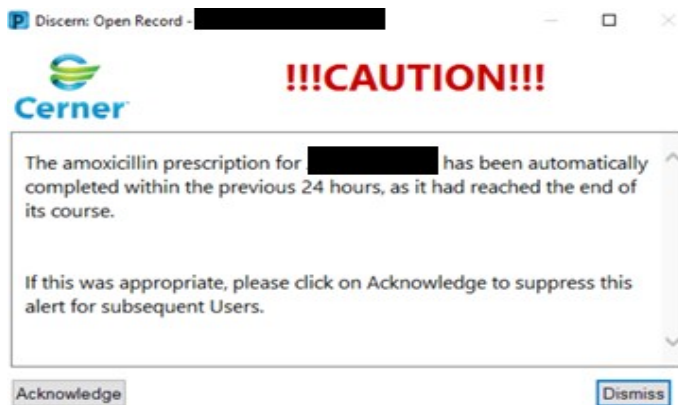 Discern: Open Record -
Cerner
!!!CAUTION!!!
The amoxicillin prescription for has been automatically
completed within the previous 24 hours, as it had reached the end of
its course.
If this was appropriate, please click on Acknowledge to suppress this
alert for subsequent Users.
Acknowledge
Dismiss